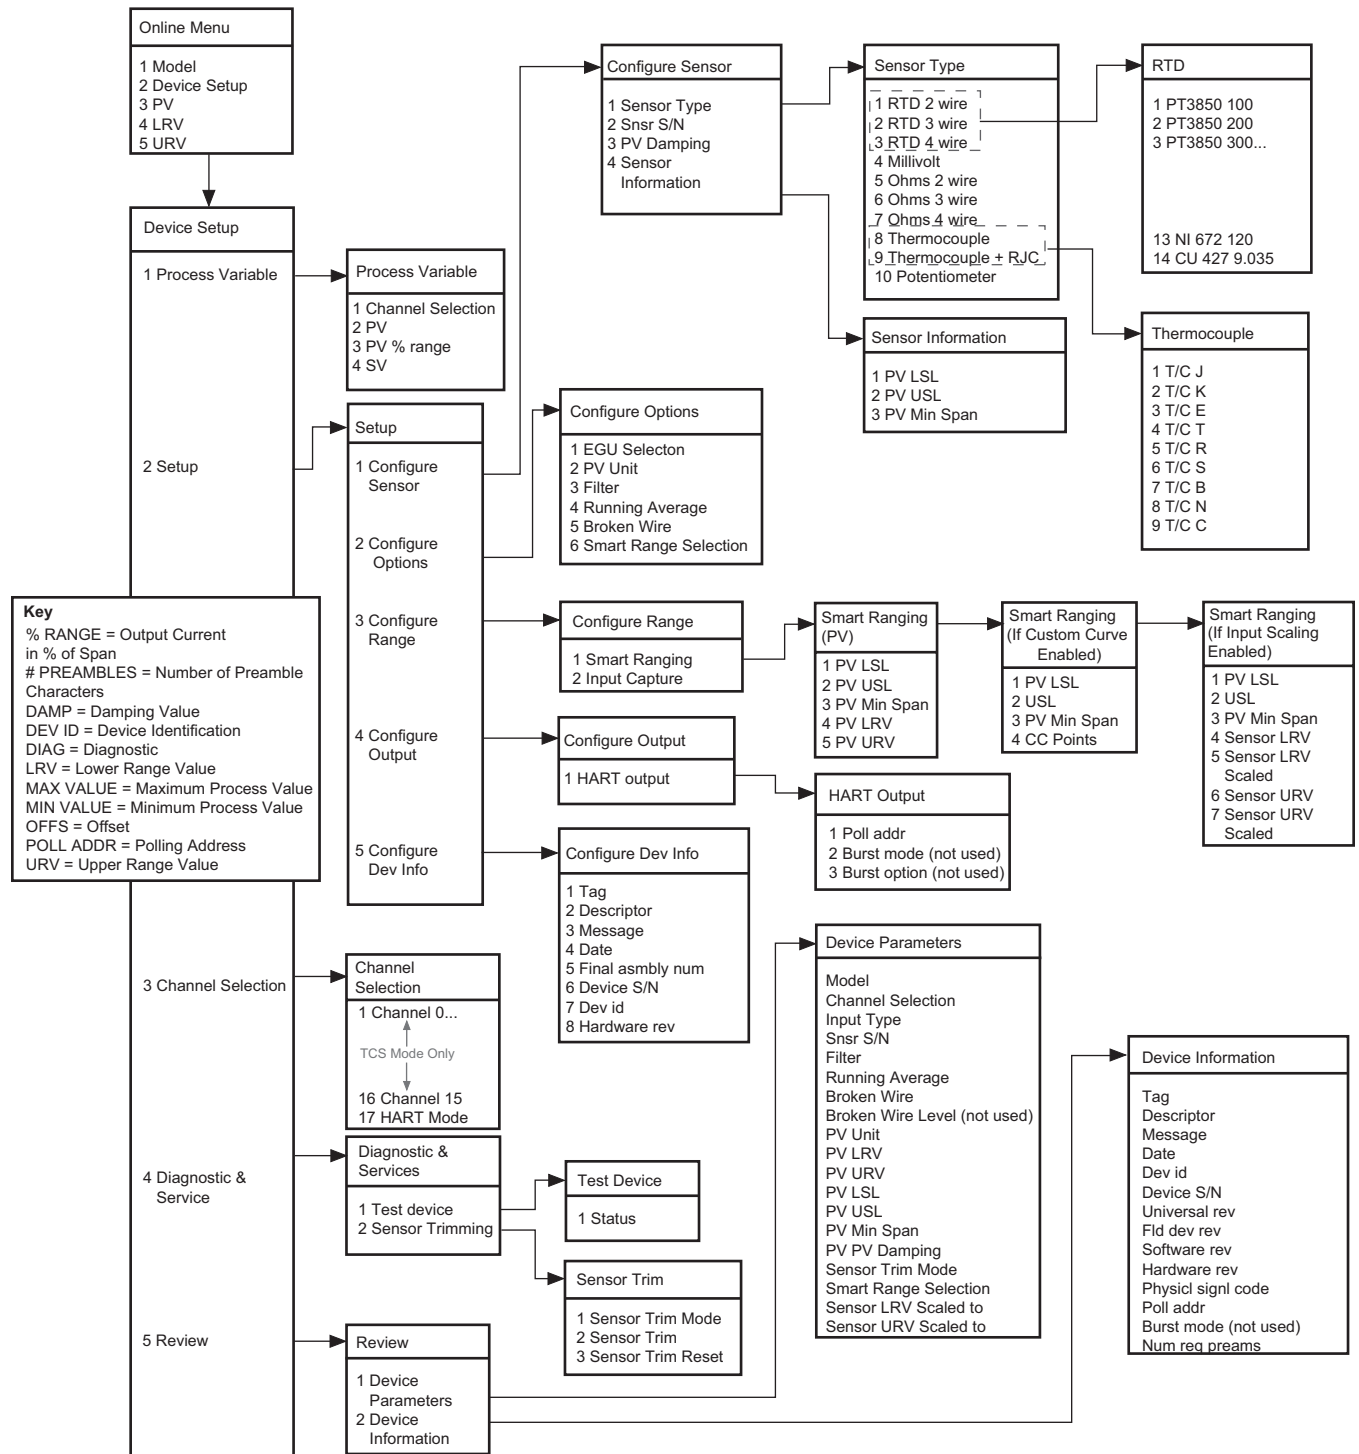 Online Menu
1 Model
2 Device Setup
3 PV
4 LRV
5 URV
Device Setup
1 Process Variable
2 Setup
3 Channel Selection
4 Diagnostic &
Service
5 Review
Key
% RANGE = Output Current
in % of Span
# PREAMBLES = Number of Preamble
Characters
DAMP = Damping Value
DEV ID = Device Identification
DIAG = Diagnostic
LRV = Lower Range Value
MAX VALUE = Maximum Process Value
MIN VALUE = Minimum Process Value
OFFS = Offset
POLL ADDR = Polling Address
URV = Upper Range Value
Process Variable
1 Channel Selection
2 PV
3 PV % range
4 SV
Setup
1 Configure
Sensor
2 Configure
Options
3 Configure
Range
4 Configure
Output
5 Configure
Dev Info
Channel
Selection
1 Channel 0...
TCS Mode Only
16 Channel 15
17 HART Mode
Diagnostic &
Services
1 Test device
2 Sensor Trimming
Review
1 Device
Parameters
2 Device
Information
Configure Sensor
1 Sensor Type
2 Snsr S/N
3 PV Damping
4 Sensor
Information
Configure Options
1 EGU Selecton
2 PV Unit
3 Filter
4 Running Average
5 Broken Wire
6 Smart Range Selection
Configure Range
1 Smart Ranging
2 Input Capture
Configure Output
1 HART output
Configure Dev Info
1 Tag
2 Descriptor
3 Message
4 Date
5 Final asmbly num
6 Device S/N
7 Dev id
8 Hardware rev
Test Device
1 Status
Sensor Trim
1 Sensor Trim Mode
2 Sensor Trim
3 Sensor Trim Reset
Sensor Type
1 RTD 2 wire
2 RTD 3 wire
3 RTD 4 wire
4 Millivolt
5 Ohms 2 wire
6 Ohms 3 wire
7 Ohms 4 wire
8 Thermocouple
9 Thermocouple + RJC
10 Potentiometer
Sensor Information
1 PV LSL
2 PV USL
3 PV Min Span
RTD
1 PT3850 100
2 PT3850 200
3 PT3850 300...
13 NI 672 120
14 CU 427 9.035
Thermocouple
1 T/C J
2 T/C K
3 T/C E
4 T/C T
5 T/C R
6 T/C S
7 T/C B
8 T/C N
9 T/C C
Smart Ranging
(PV)
1 PV LSL
2 PV USL
3 PV Min Span
4 PV LRV
5 PV URV
Smart Ranging
(If Custom Curve
Enabled)
1 PV LSL
2 USL
3 PV Min Span
4 CC Points
Smart Ranging
(If Input Scaling
Enabled)
1 PV LSL
2 USL
3 PV Min Span
4 Sensor LRV
5 Sensor LRV
Scaled
6 Sensor URV
7 Sensor URV
Scaled
HART Output
1 Poll addr
2 Burst mode (not used)
3 Burst option (not used)
Device Parameters
Model
Channel Selection
Input Type
Snsr S/N
Filter
Running Average
Broken Wire
Broken Wire Level (not used)
PV Unit
PV LRV
PV URV
PV LSL
PV USL
PV Min Span
PV PV Damping
Sensor Trim Mode
Smart Range Selection
Sensor LRV Scaled to
Sensor URV Scaled to
Device Information
Tag
Descriptor
Message
Date
Dev id
Device S/N
Universal rev
Fld dev rev
Software rev
Hardware rev
Physicl signl code
Poll addr
Burst mode (not used)
Num req preams